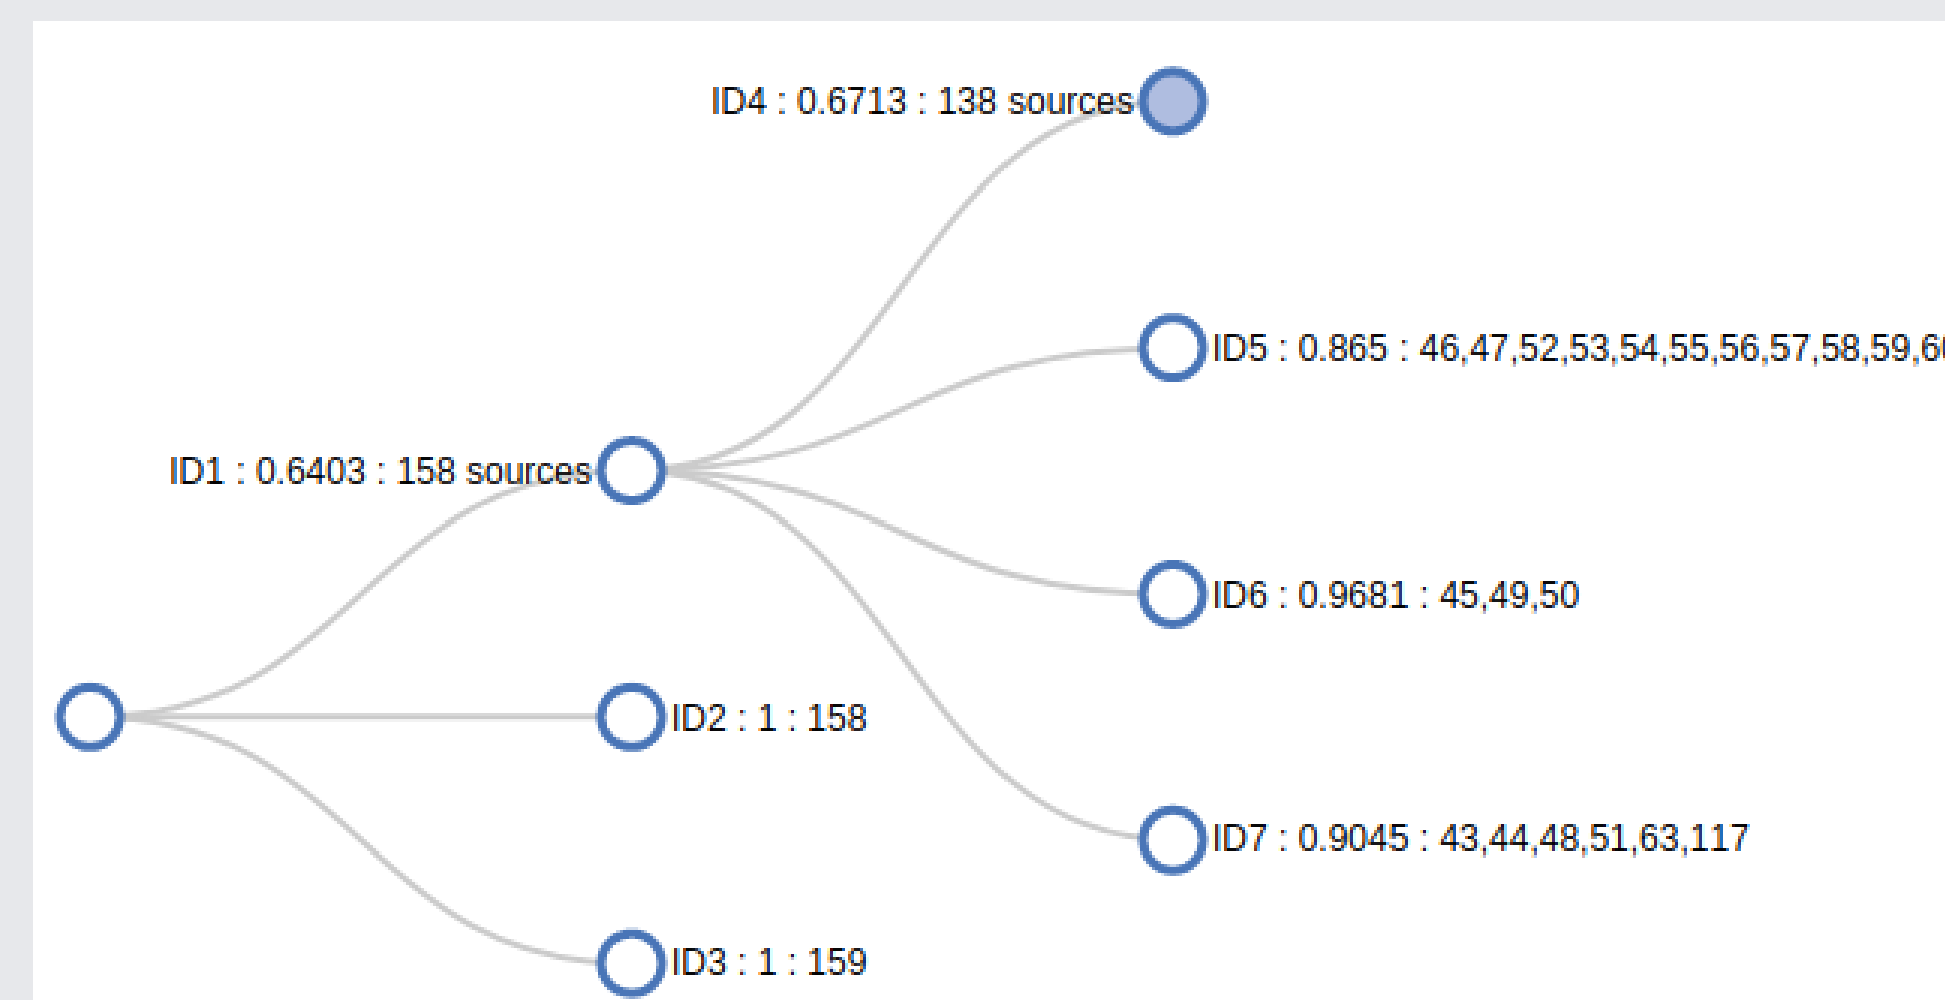 ID4 : 0.6713 : 138 sources
ID5 : 0.865 : 46,47,52,53,54,55,56,57,58,59,
ID1 : 0.6403 : 158 sources
ID6 : 0.9681 : 45,49,50
ID2 : 1 : 158
ID7 : 0.9045 : 43,44,48,51,63,117
ID3 : 1 : 159